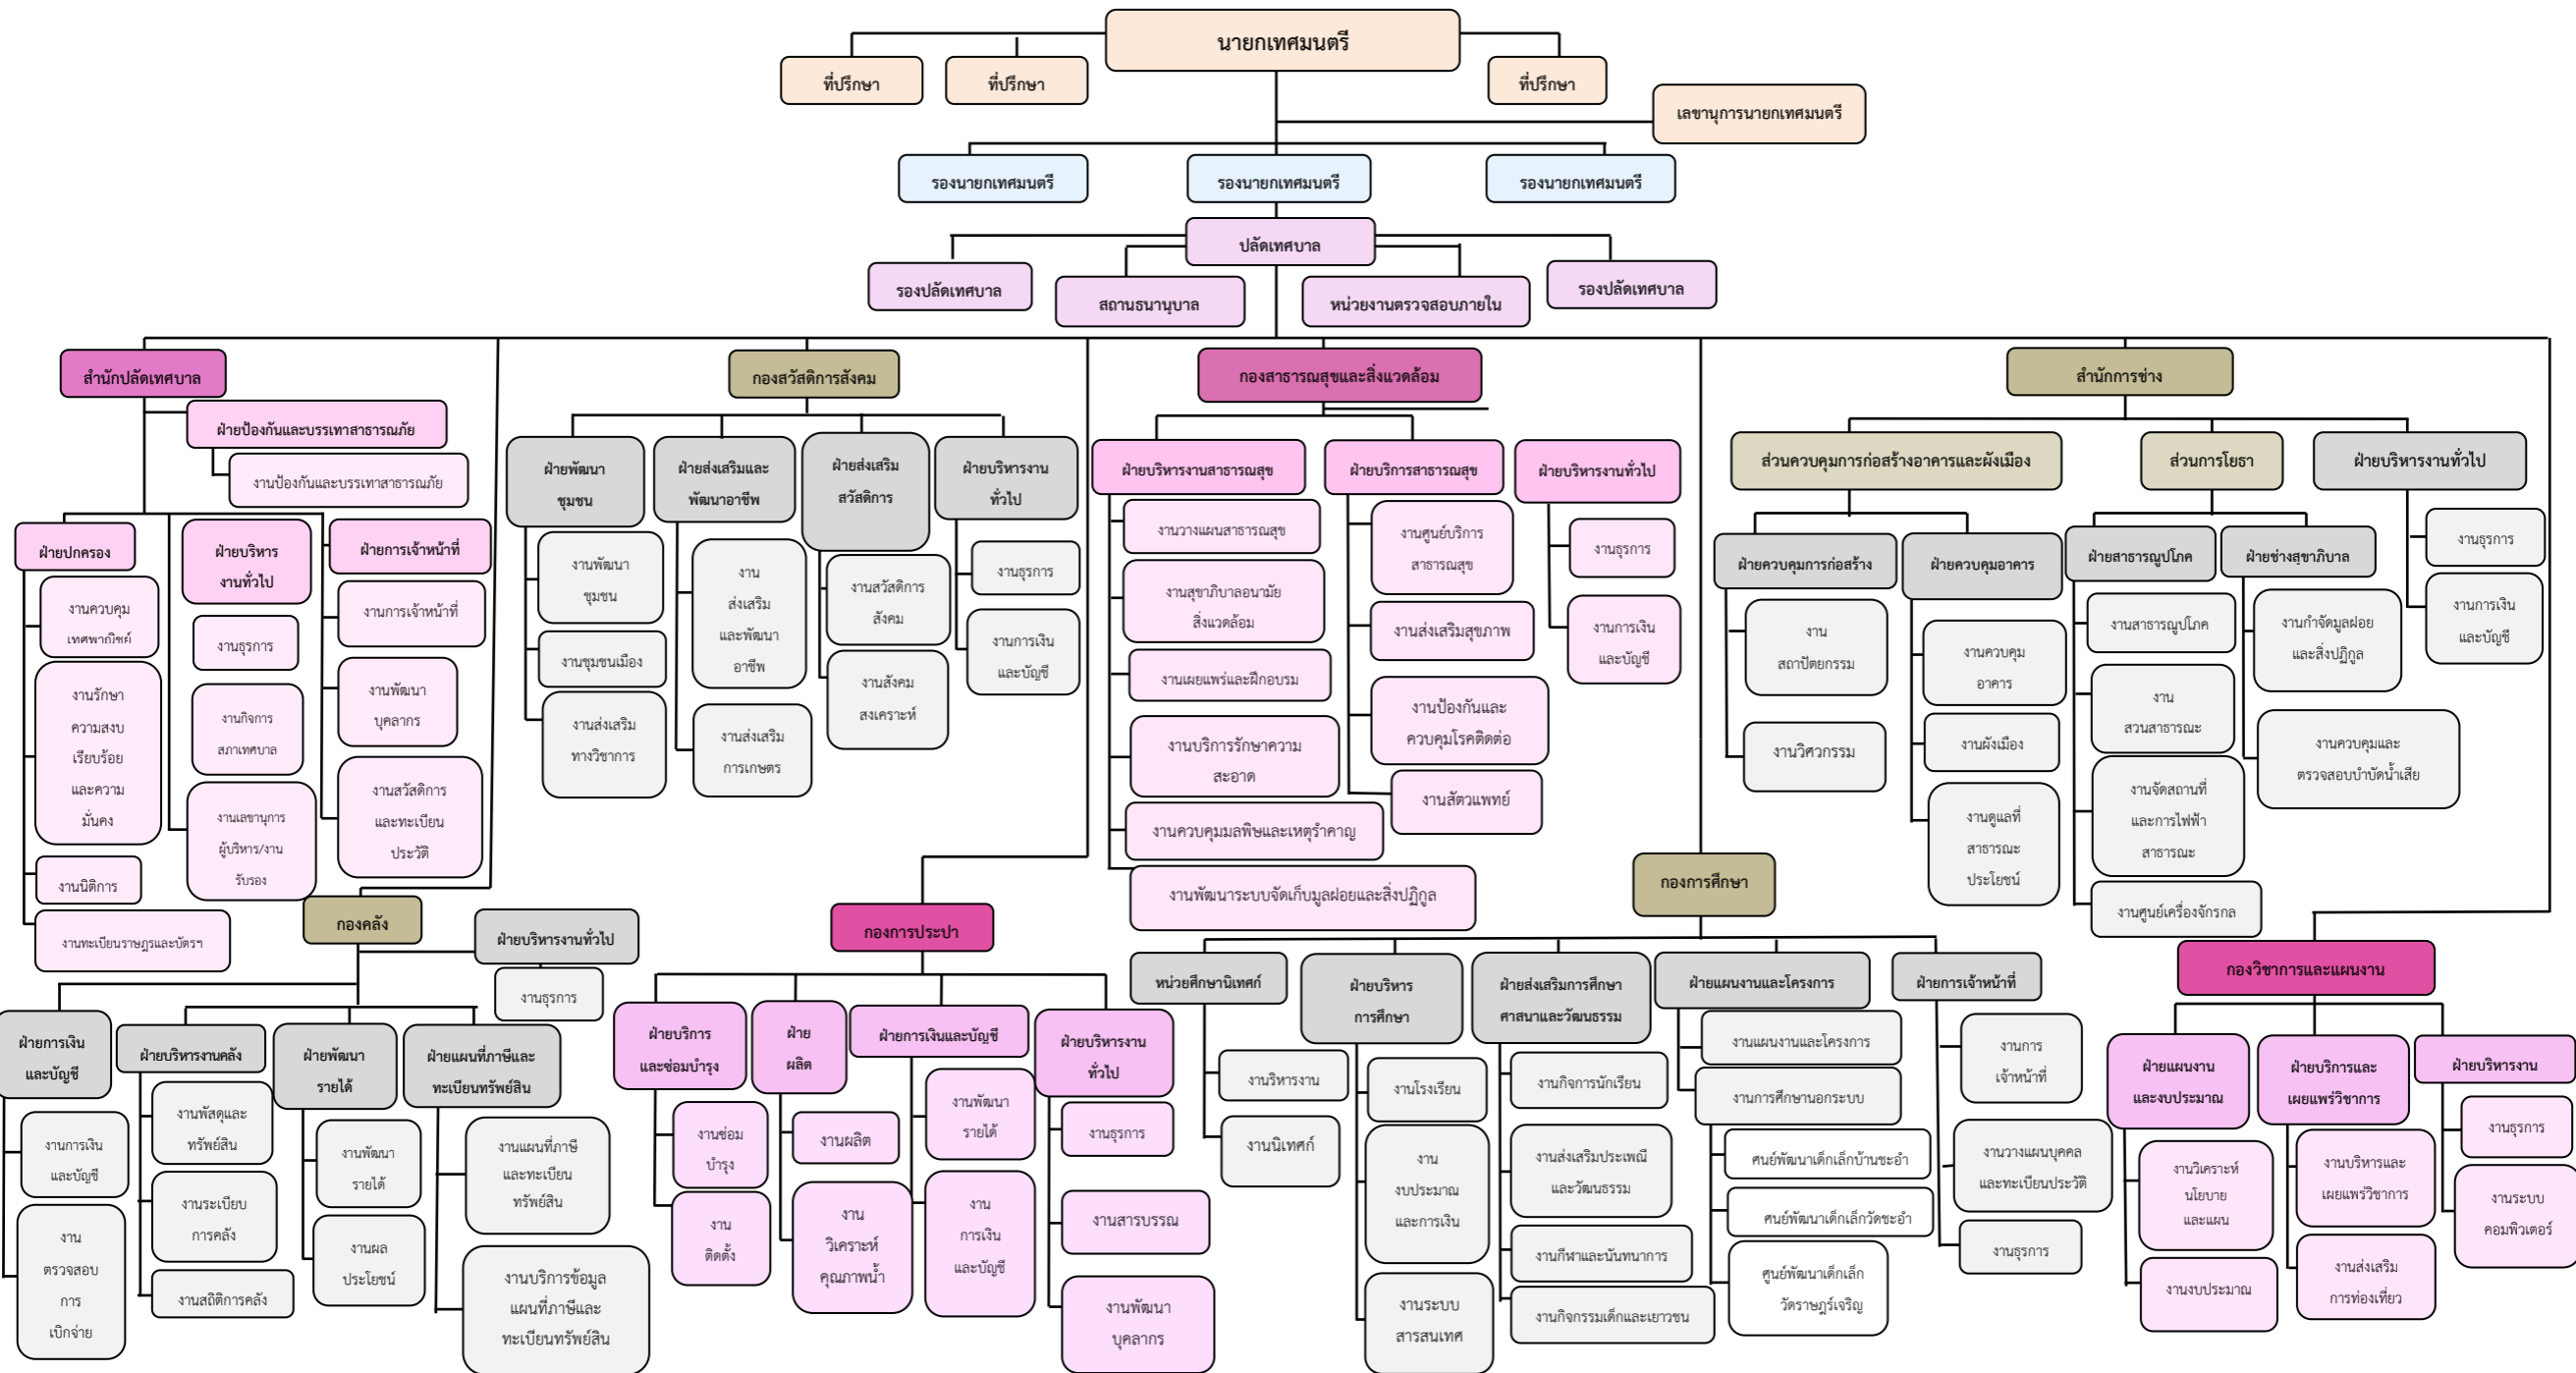 นายกเทศมนตรี
ที่ปรึกษา
ที่ปรึกษา
ที่ปรึกษา
เลขานุการนายกเทศมนตรี
รองนายกเทศมนตรี
รองนายกเทศมนตรี
รองนายกเทศมนตรี
ปลัดเทศบาล
รองปลัดเทศบาล
สถานธนานุบาล
หน่วยงานตรวจสอบภายใน
รองปลัดเทศบาล
สำนักปลัดเทศบาล
ฝ่ายป้องกันและบรรเทาสาธารณภัย
งานป้องกันและบรรเทาสาธารณภัย
ฝ่ายปกครอง
งานควบคุม
เทศพาณิชย์
งานรักษา
ความสงบ
เรียบร้อย
และความ
มั่นคง
งานนิติการ
งานทะเบียนราษฎรและบัตรฯ
ฝ่ายบริหาร
งานทั่วไป
งานธุรการ
งานกิจการ
สภาเทศบาล
งานเลขานุการ
ผู้บริหาร/งาน
รับรอง
ฝ่ายการเจ้าหน้าที่
งานการเจ้าหน้าที่
งานพัฒนา
บุคลากร
งานสวัสดิการ
และทะเบียน
ประวัติ
กองสวัสดิการสังคม
ฝ่ายพัฒนา
ชุมชน
งานพัฒนา
ชุมชน
งานชุมชนเมือง
งานส่งเสริม
ทางวิชาการ
ฝ่ายส่งเสริมและ
พัฒนาอาชีพ
งาน
ส่งเสริม
และพัฒนา
อาชีพ
งานส่งเสริม
การเกษตร
ฝ่ายส่งเสริม
สวัสดิการ
งานสวัสดิการ
สังคม
งานสังคม
สงเคราะห์
ฝ่ายบริหารงาน
ทั่วไป
งานธุรการ
งานการเงิน
และบัญชี
กองสาธารณสุขและสิ่งแวดล้อม
ฝ่ายบริหารงานสาธารณสุข
งานวางแผนสาธารณสุข
งานสุขาภิบาลอนามัย
สิ่งแวดล้อม
งานเผยแพร่และฝึกอบรม
งานบริการรักษาความ
สะอาด
งานควบคุมมลพิษและเหตุรำคาญ
งานพัฒนาระบบจัดเก็บมูลฝอยและสิ่งปฏิกูล
ฝ่ายบริการสาธารณสุข
งานศูนย์บริการ
สาธารณสุข
งานส่งเสริมสุขภาพ
งานป้องกันและ
ควบคุมโรคติดต่อ
งานสัตวแพทย์
ฝ่ายบริหารงานทั่วไป
งานธุรการ
งานการเงิน
และบัญชี
สำนักการช่าง
ส่วนควบคุมการก่อสร้างอาคารและผังเมือง
ฝ่ายควบคุมการก่อสร้าง
งาน
สถาปัตยกรรม
งานวิศวกรรม
ฝ่ายควบคุมอาคาร
งานควบคุม
อาคาร
งานผังเมือง
งานดูแลที่
สาธารณะ
ประโยชน์
ส่วนการโยธา
ฝ่ายสาธารณูปโภค
งานสาธารณูปโภค
งาน
สวนสาธารณะ
งานจัดสถานที่
และการไฟฟ้า
สาธารณะ
งานศูนย์เครื่องจักรกล
ฝ่ายช่างสุขาภิบาล
งานกำจัดมูลฝอย
และสิ่งปฏิกูล
งานควบคุมและ
ตรวจสอบบำบัดน้ำเสีย
ฝ่ายบริหารงานทั่วไป
งานธุรการ
งานการเงิน
และบัญชี
กองคลัง
ฝ่ายบริหารงานทั่วไป
งานธุรการ
ฝ่ายการเงิน
และบัญชี
งานการเงิน
และบัญชี
งาน
ตรวจสอบ
การ
เบิกจ่าย
ฝ่ายบริหารงานคลัง
งานพัสดุและ
ทรัพย์สิน
งานระเบียบ
การคลัง
งานสถิติการคลัง
ฝ่ายพัฒนา
รายได้
งานพัฒนา
รายได้
งานผล
ประโยชน์
ฝ่ายแผนที่ภาษีและ
ทะเบียนทรัพย์สิน
งานแผนที่ภาษี
และทะเบียน
ทรัพย์สิน
งานบริการข้อมูล
แผนที่ภาษีและ
ทะเบียนทรัพย์สิน
กองการประปา
ฝ่ายบริการ
และซ่อมบำรุง
งานซ่อม
บำรุง
งาน
ติดตั้ง
ฝ่าย
ผลิต
งานผลิต
งาน
วิเคราะห์
คุณภาพน้ำ
ฝ่ายการเงินและบัญชี
งานพัฒนา
รายได้
งาน
การเงิน
และบัญชี
ฝ่ายบริหารงาน
ทั่วไป
งานธุรการ
งานสารบรรณ
งานพัฒนา
บุคลากร
กองการศึกษา
หน่วยศึกษานิเทศก์
งานริหารงาน
งานนิเทศก์
ฝ่ายบริหาร
การศึกษา
งานโรงเรียน
งาน
งบประมาณ
และการเงิน
งานระบบ
สารสนเทศ
ฝ่ายส่งเสริมการศึกษา
ศาสนาและวัฒนธรรม
งานกิจการนักเรียน
งานส่งเสริมประเพณี
และวัฒนธรรม
งานกีฬาและนันทนาการ
งานกิจกรรมเด็กและเยาวชน
ฝ่ายแผนงานและโครงการ
งานแผนงานและโครงการ
งานการศึกษานอกระบบ
ศนย์พัฒนาเด็กเล็กบ้านชะอำ
ศนย์พัฒนาเด็กเล็กวัดชะอำ
ศูนย์พัฒนาเด็กเล็ก
วัดราษฎร์เจริญ
ฝ่ายการเจ้าหน้าที่
งานการ
เจ้าหน้าที่
งานวางแผนบุคคล
และทะเบียนประวัติ
งานธุรการ
กองวิชาการและแผนงาน
ฝ่ายแผนงาน
และงบประมาณ
งานวิเคราะห์
นโยบาย
และแผน
งานงบประมาณ
ฝ่ายบริการและ
เผยแพร่วิชาการ
งานบริหารและ
เผยแพร่วิชาการ
งานส่งเสริม
การท่องเที่ยว
ฝ่ายบริหารงาน
งานธุรการ
งานระบบ
คอมพิวเตอร์